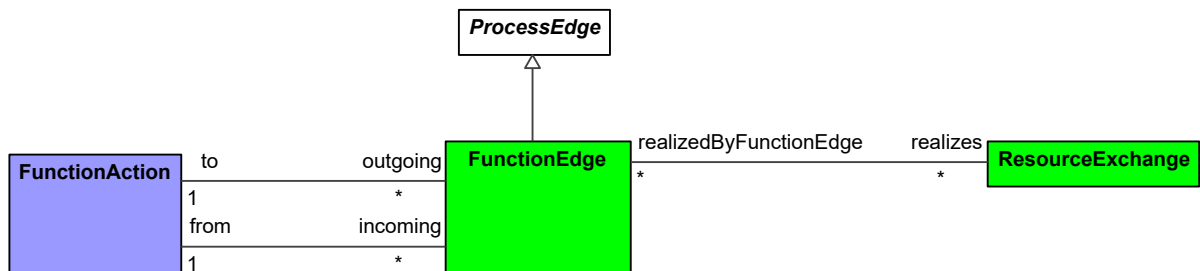 ProcessEdge
realizedByFunctionEdge realizes
FunctionEdge ResourceExchange
to outgoing
FunctionAction
* *
1 *
from incoming
1 *